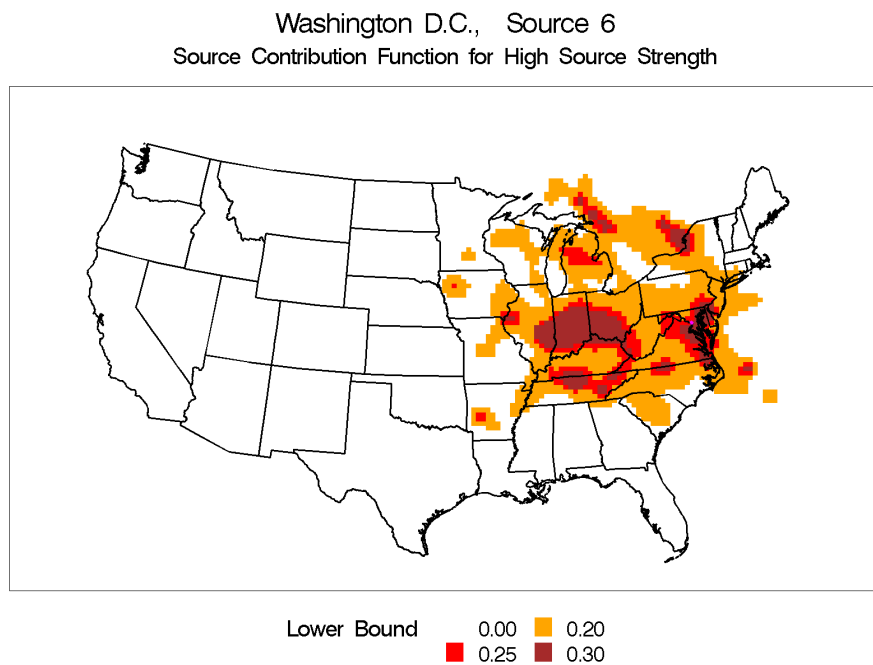 Washington D.C., Source 6
Source Contribution Function for High Source Strength
Lower Bound 0.00 0.20
0.25 0.30